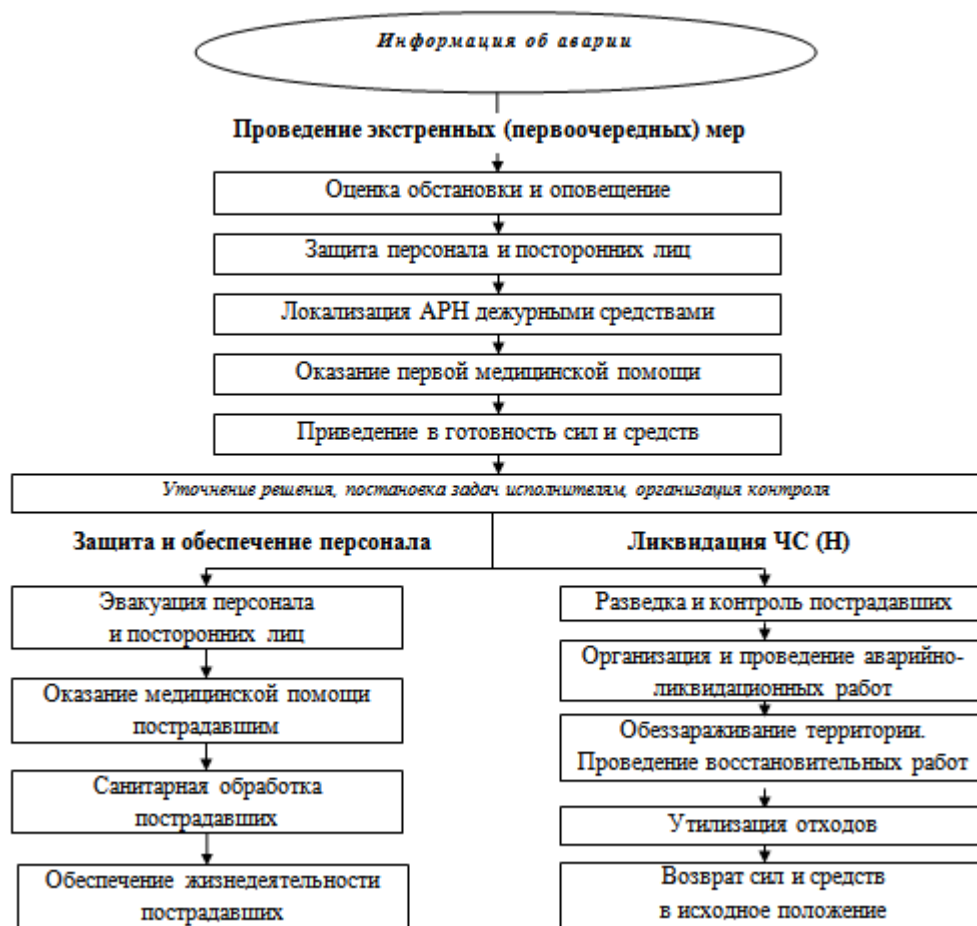 Информация об аварии
Проведение экстренных (первоочередных) мер
Оценка обстановки и оповещение
Защита персонала и посторонних лиц
Локализация АРН дежурными средствами
Оказание первой медицинской помощи
Приведение в готовность сил и средств
Уточнение решения, постановка задач исполнителям, организация контроля
Защита и обеспечение персонала
Эвакуация персонала
и посторонних лиц
Оказание медицинской помощи
пострадавшим
Санитарная обработка
пострадавших
Обеспечение жизнедеятельности
пострадавших
Ликвидация ЧС (Н)
Разведка и контроль пострадавших
Организация и проведение аварийно-
ликвидационных работ
Обеззараживание территории.
Проведение восстановительных работ
Утилизация отходов
Возврат сил и средств
в исходное положение